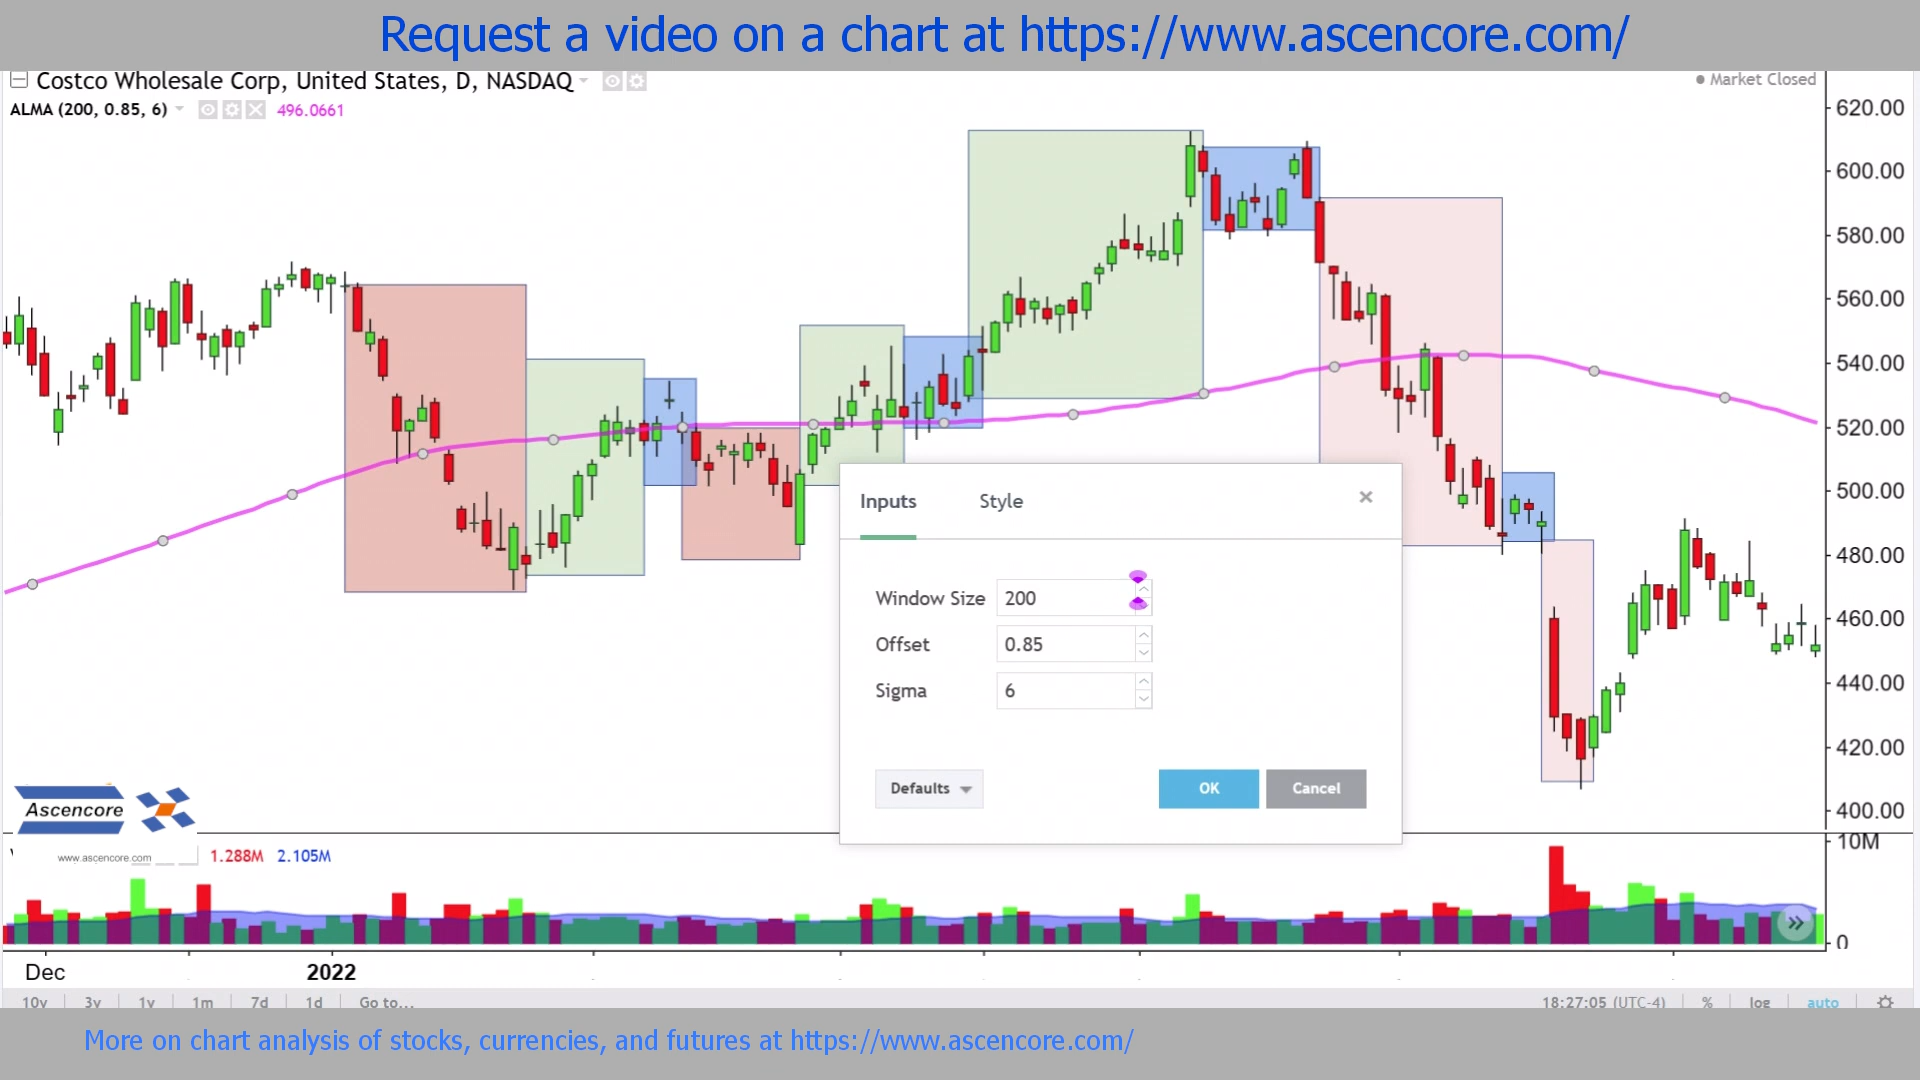 Request a video on a chart at https://www.ascencore.com/
Costco Wholesale Corp, United States, D, NASDAQ
Market Closed
ALMA (200, 0.85, 6)
496.0661
620.00
600.00
580.00
560.00
540.00
520.00
500.00
480.00
460.00
440.00
420.00
400.00
Inputs
Style
Window Size 200
Offset 0.85
Sigma 6
Defaults
OK
Cancel
Ascencore
www.ascencore.com
1.288M 2.105M
10M
0
Dec
2022
10y 3y 1y 1m 7d 1d Go to...
18:27:05 (UTC-4) % log auto
More on chart analysis of stocks, currencies, and futures at https://www.ascencore.com/